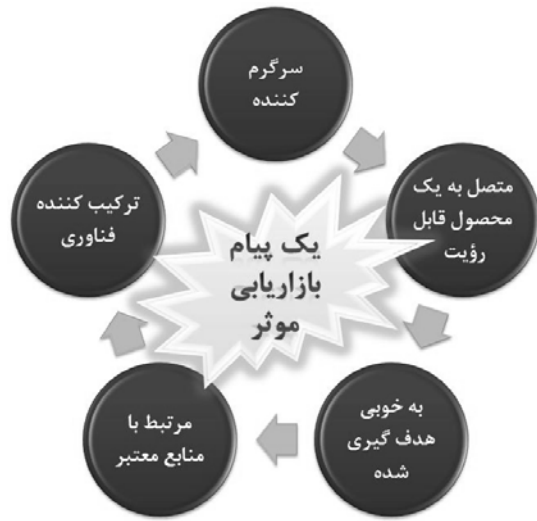 سرگرم
کننده
متصل به یک
محصول قابل
رؤیت
به خوبی
هدف گیری
شده
مرتبط با
منابع معتبر
ترکیب کننده
فناوری
یک پیام
بازاریابی
موثر